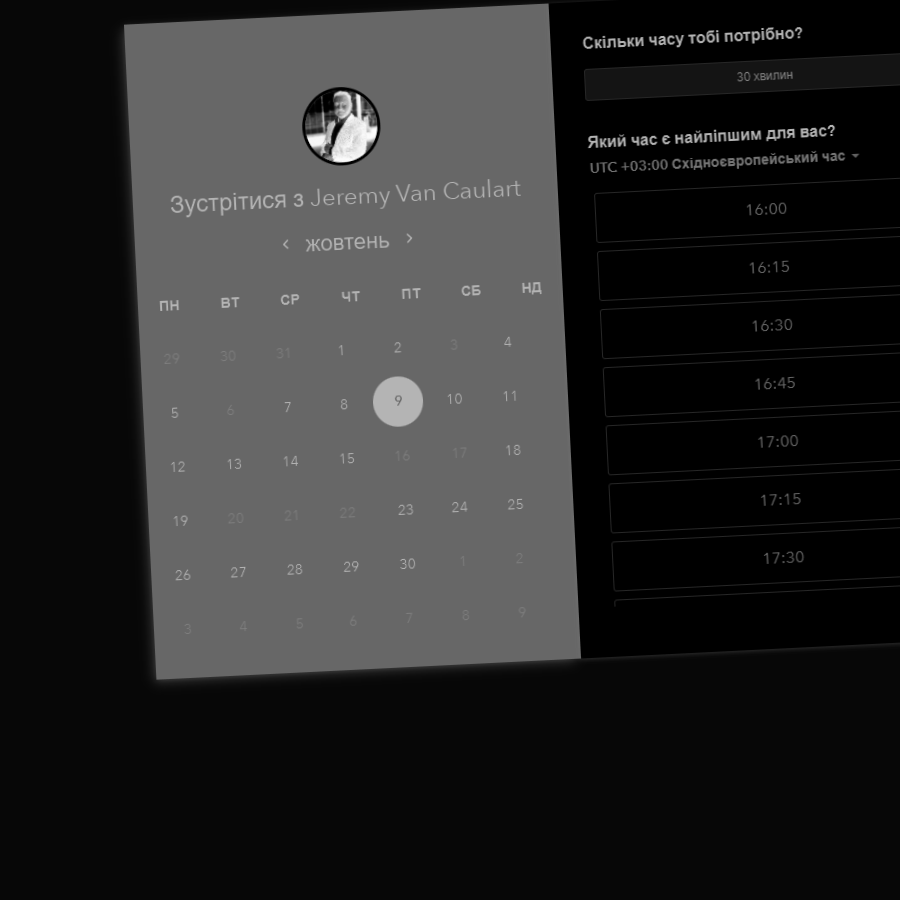 Зустрітися з Jeremy Van Caulart
жовтень
ПН ВТ СР ЧТ ПТ СБ НД
29 30 31 1 2 3 4
5 6 7 8 9 10 11
12 13 14 15 16 17 18
19 20 21 22 23 24 25
26 27 28 29 30 1 2
3 4 5 6 7 8 9
Скільки часу тобі потрібно?
30 хвилин
Який час є найліпшим для вас?
UTC +03:00 Східноєвропейський час
16:00
16:15
16:30
16:45
17:00
17:15
17:30